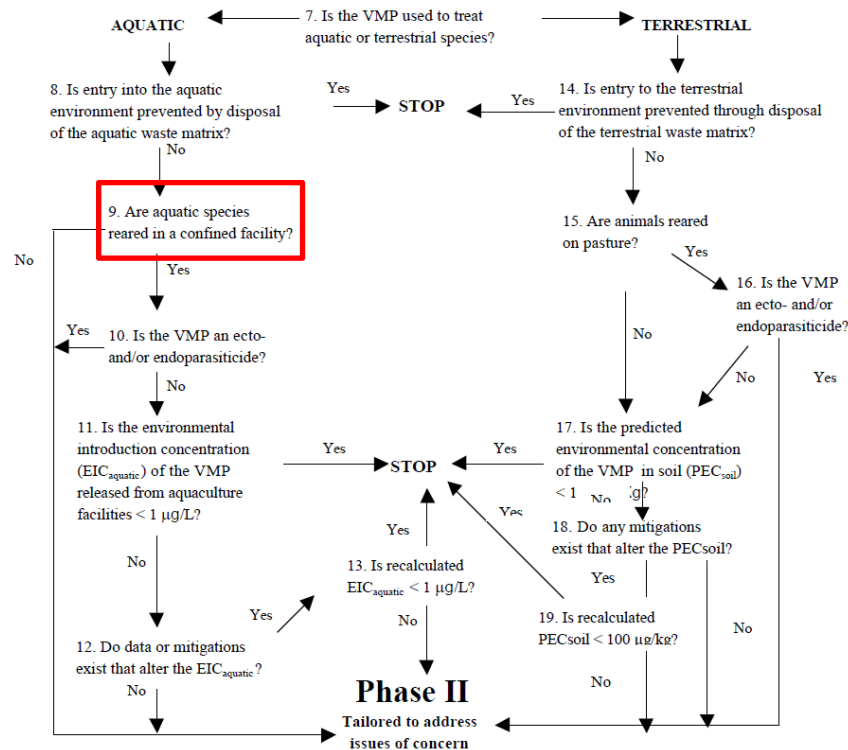 7. Is the VMP used to treat
aquatic or terrestrial species?
AQUATIC
TERRESTRIAL
8. Is entry into the aquatic
environment prevented by disposal
of the aquatic waste matrix?
Yes
STOP
Yes
14. Is entry to the terrestrial
environment prevented through disposal
of the terrestrial waste matrix?
No
No
9. Are aquatic species
reared in a confined facility?
15. Are animals reared
on pasture?
No
Yes
Yes
16. Is the VMP
an ecto- and/or
endoparasiticide?
Yes
10. Is the VMP an ecto-
and/or endoparasiticide?
No
No
No
Yes
11. Is the environmental
introduction concentration
(EICaquatic) of the VMP
released from aquaculture
facilities < 1 µg/L?
Yes
STOP
Yes
17. Is the predicted
environmental concentration
of the VMP in soil (PECsoil)
< 1 kg?
No
Yes
Yes
18. Do any mitigations
exist that alter the PECsoil?
No
13. Is recalculated
EICaquatic < 1 µg/L?
Yes
Yes
No
19. Is recalculated
PECsoil < 100 µg/kg?
No
12. Do data or mitigations
exist that alter the EICaquatic?
No
No
Phase II
Tailored to address
issues of concern